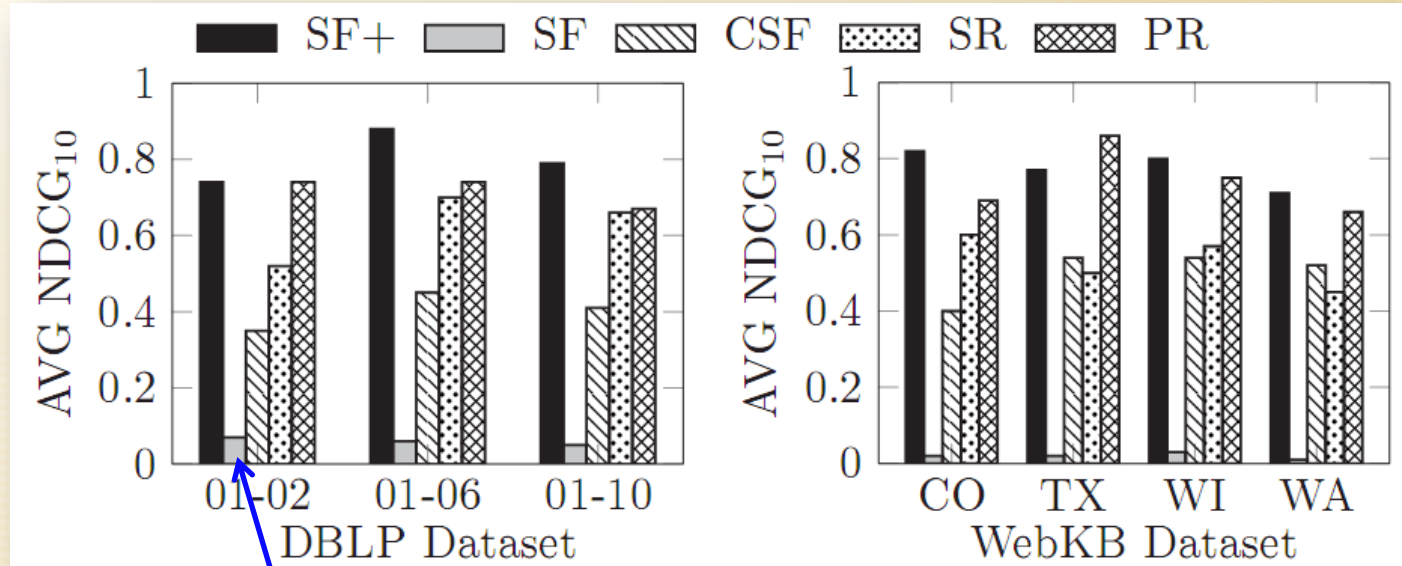 SF+ SF CSF SR PR
AVG NDCG₁₀
1
0.8
0.6
0.4
0.2
0
01-02 01-06 01-10
DBLP Dataset
AVG NDCG₁₀
1
0.8
0.6
0.4
0.2
0
CO TX WI WA
WebKB Dataset